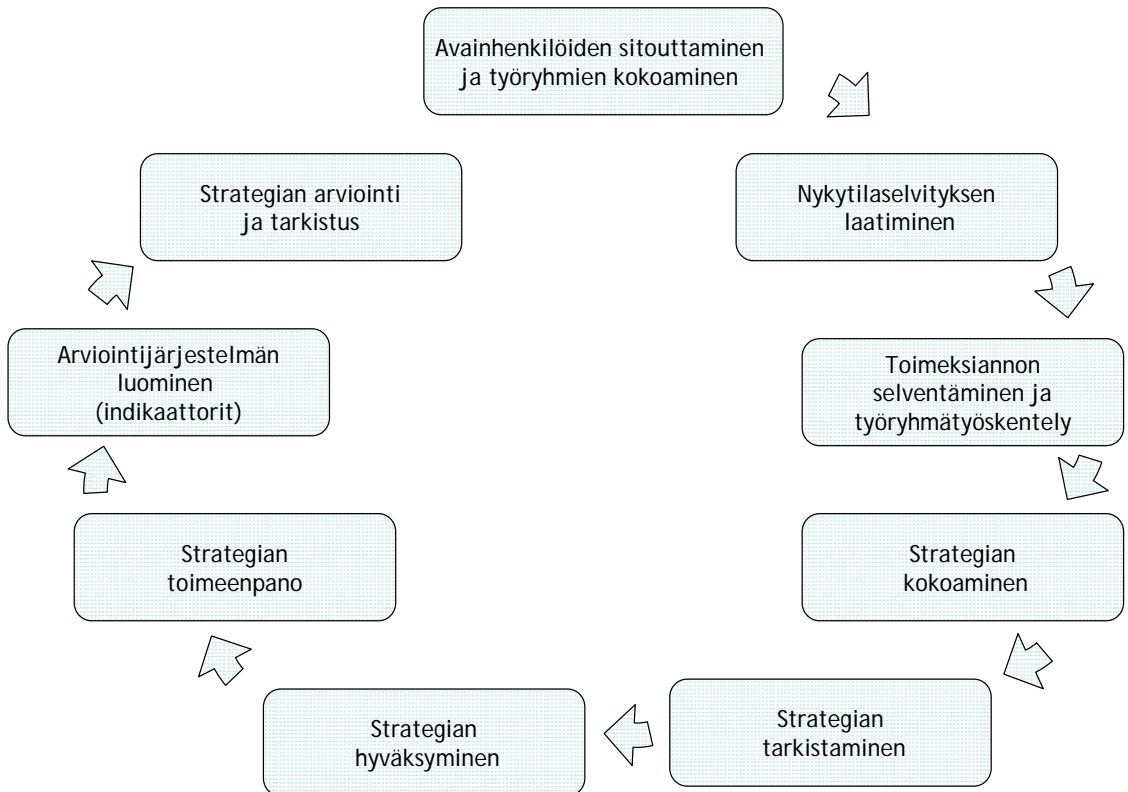 Avainhenkilöiden sitouttaminen
ja työryhmien kokoaminen
Nykytilaselvityksen
laatiminen
Toimeksiannon
selventäminen ja
työryhmätyöskentely
Strategian
kokoaminen
Strategian
tarkistaminen
Strategian
hyväksyminen
Strategian
toimeenpano
Arviointijärjestelmän
luominen
(indikaattorit)
Strategian arviointi
ja tarkistus